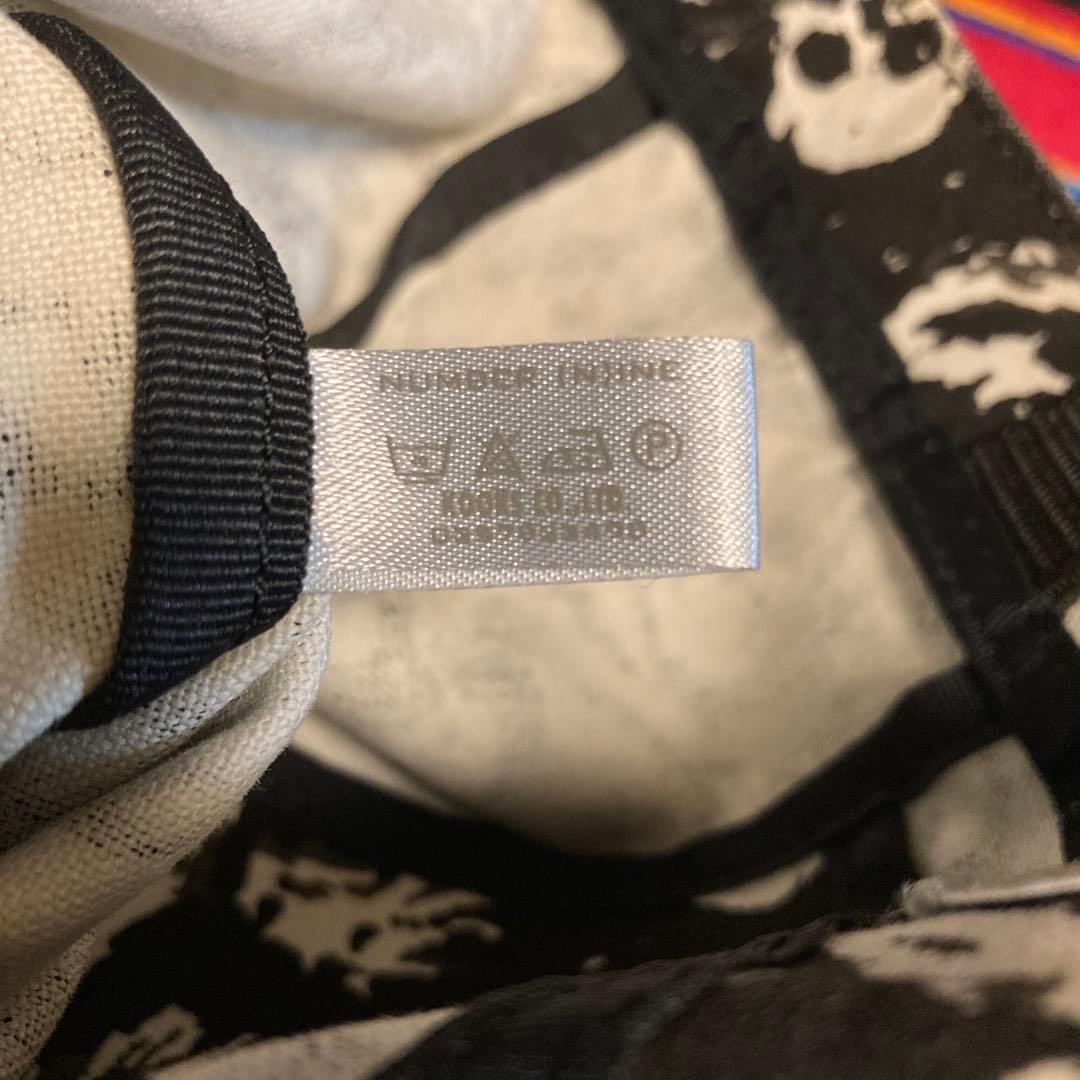 NUMBER (N)INE
P
KOOKS CO.,LTD.